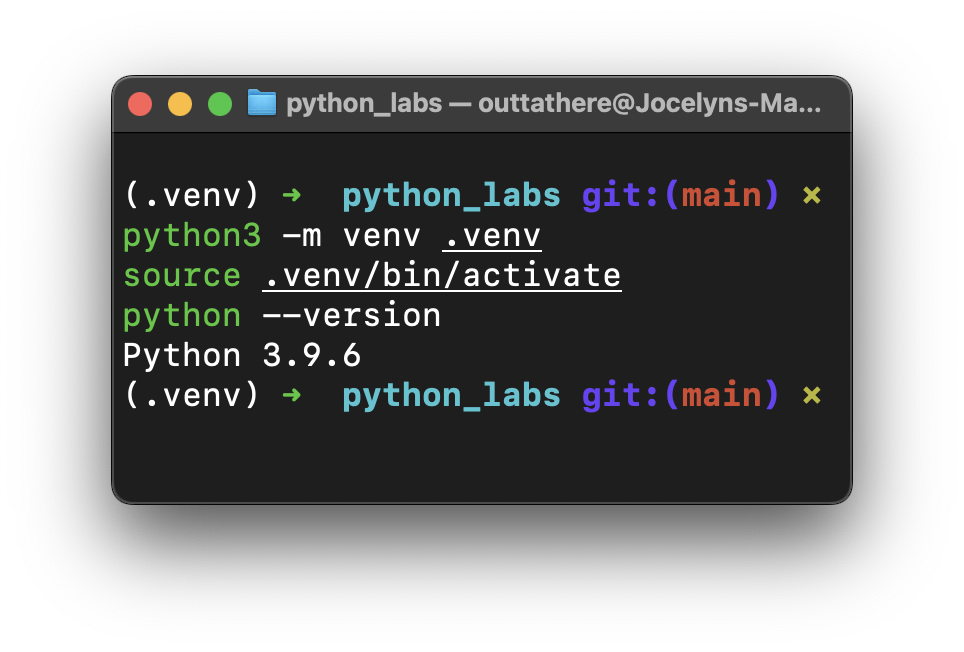 python_labs — outtathere@Jocelyns-Ma...
(.venv) ➜ python_labs git:(main) ✗
python3 -m venv .venv
source .venv/bin/activate
python --version
Python 3.9.6
(.venv) ➜ python_labs git:(main) ✗